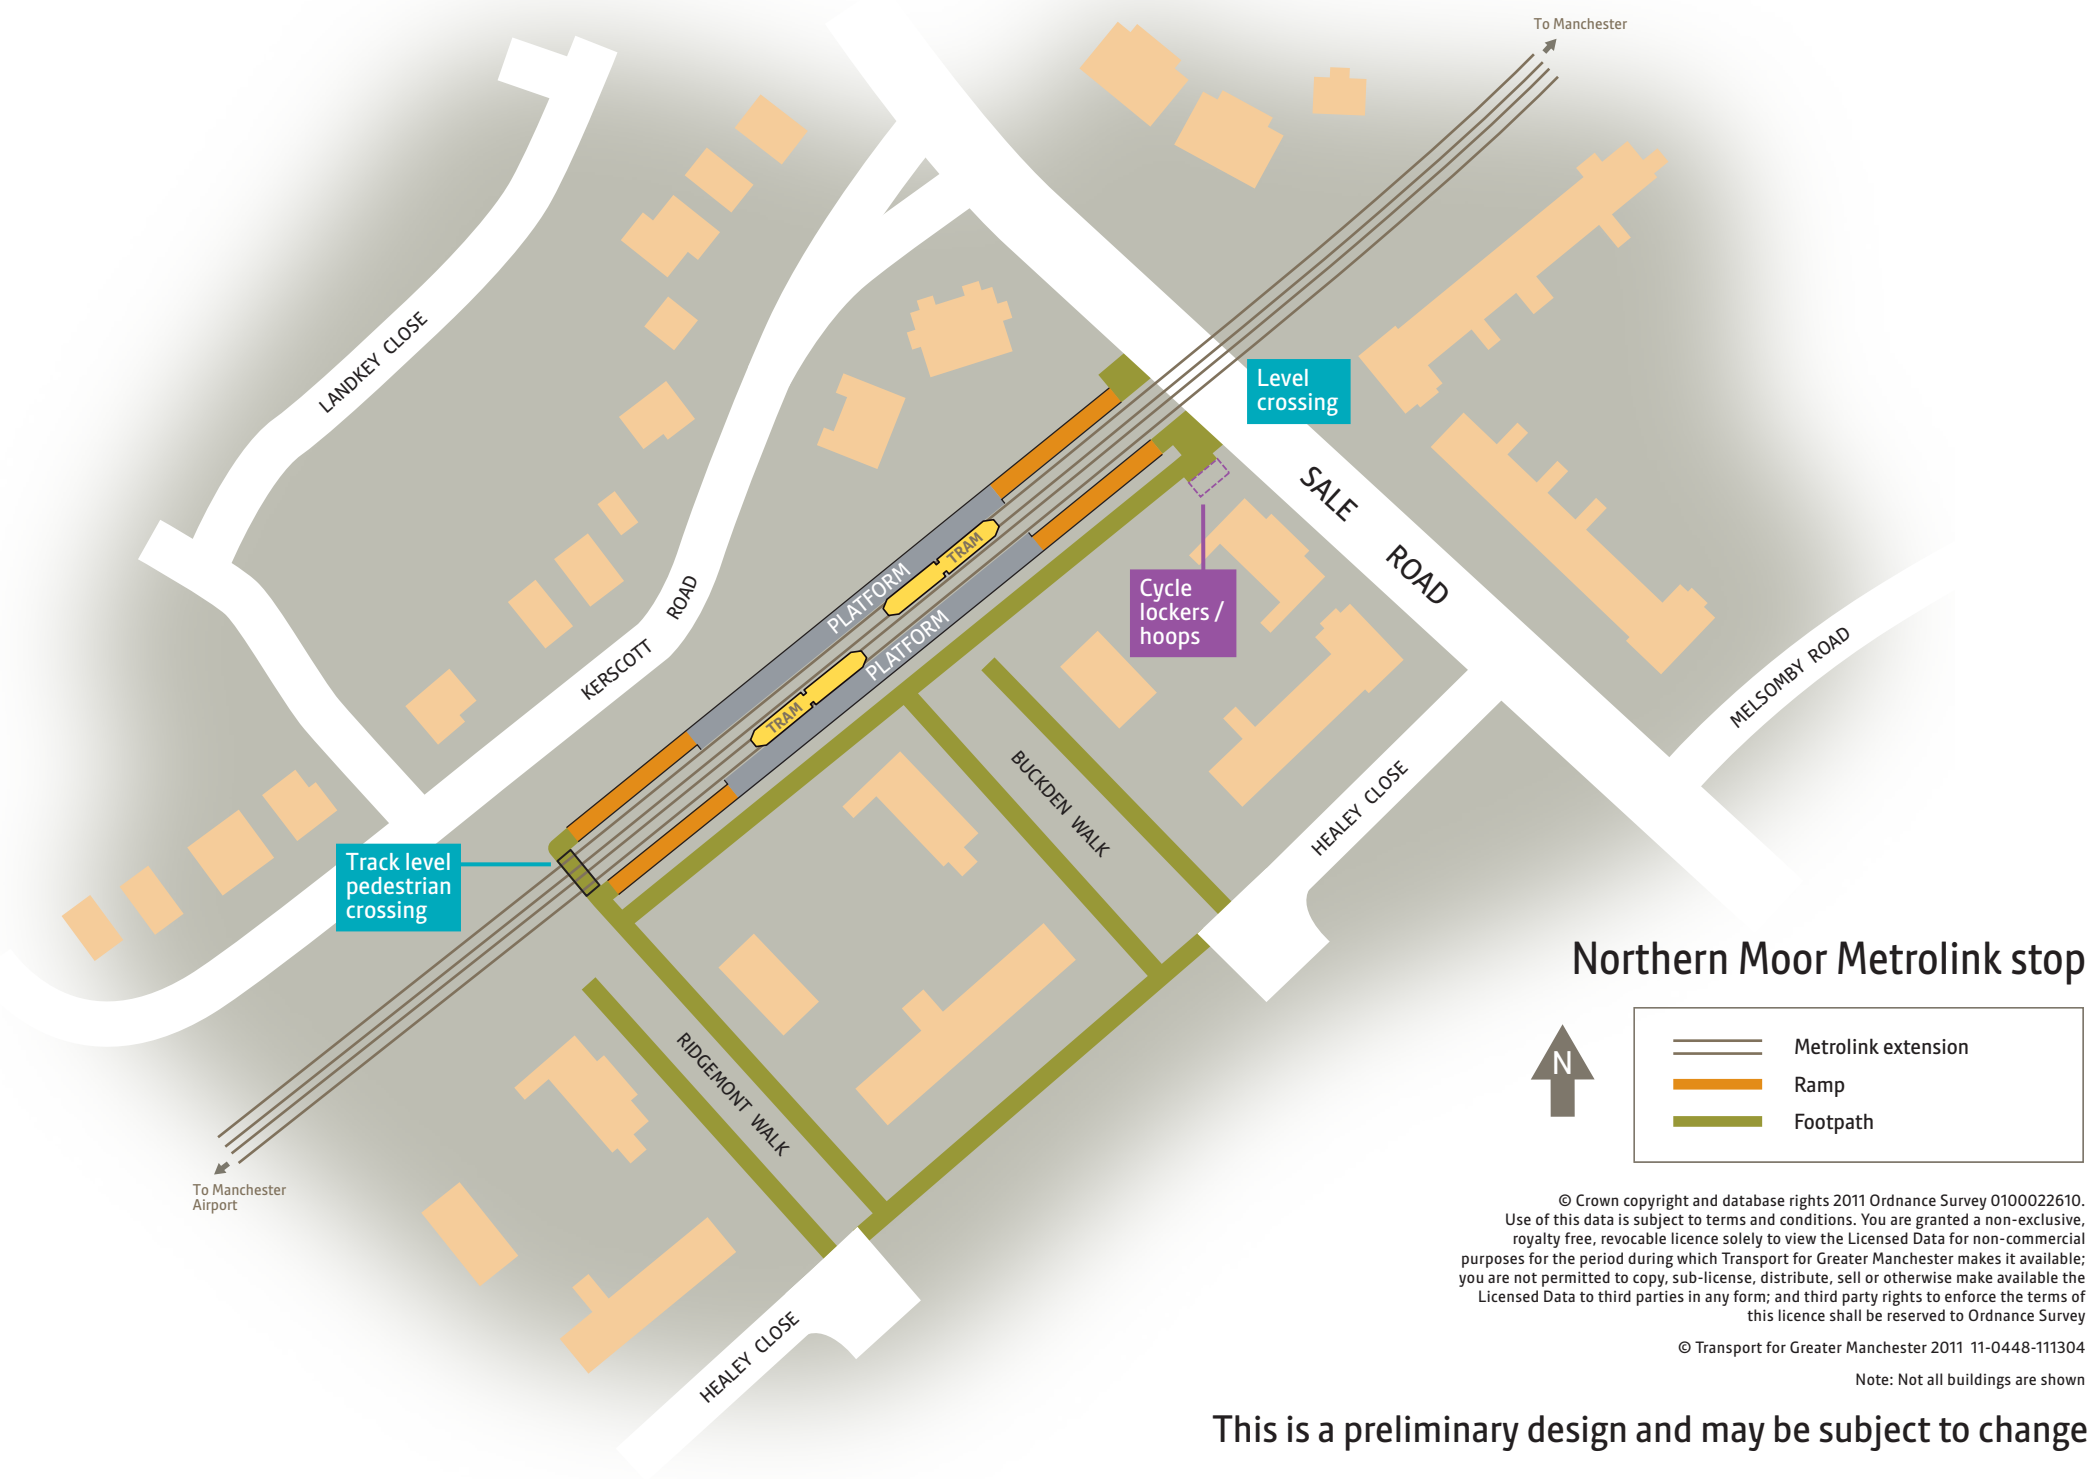 To Manchester
LANDKEY CLOSE
Level
crossing
SALE ROAD
Cycle
lockers /
hoops
PLATFORM
TRAM
PLATFORM
TRAM
KERSCOTT ROAD
MELSOMBY ROAD
BUCKDEN WALK
HEALEY CLOSE
Track level
pedestrian
crossing
RIDGEMONT WALK
To Manchester
Airport
HEALEY CLOSE
Northern Moor Metrolink stop
N
Metrolink extension
Ramp
Footpath
© Crown copyright and database rights 2011 Ordnance Survey 0100022610.
Use of this data is subject to terms and conditions. You are granted a non-exclusive,
royalty free, revocable licence solely to view the Licensed Data for non-commercial
purposes for the period during which Transport for Greater Manchester makes it available;
you are not permitted to copy, sub-license, distribute, sell or otherwise make available the
Licensed Data to third parties in any form; and third party rights to enforce the terms of
this licence shall be reserved to Ordnance Survey
© Transport for Greater Manchester 2011 11-0448-111304
Note: Not all buildings are shown
This is a preliminary design and may be subject to change